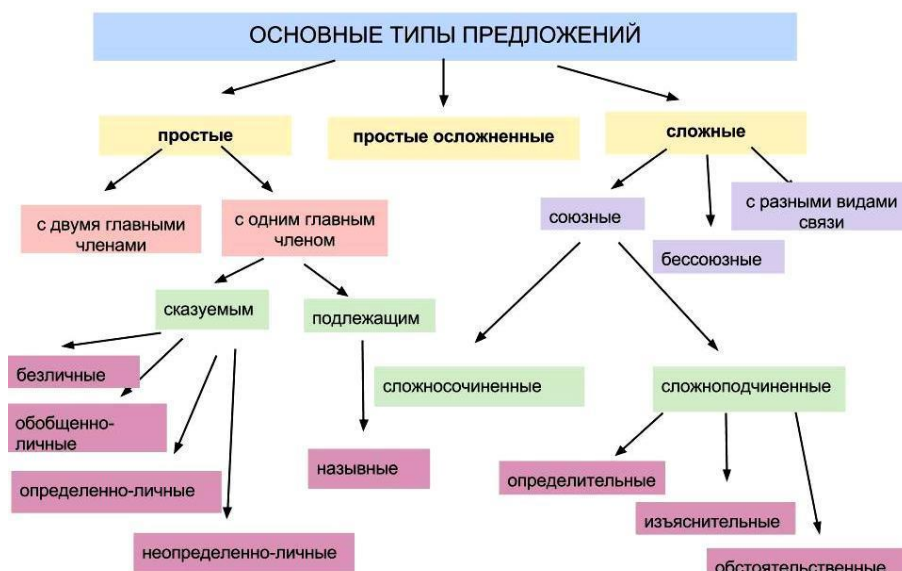 ОСНОВНЫЕ ТИПЫ ПРЕДЛОЖЕНИЙ
простые
простые осложненные
сложные
с двумя главными
членами
с одним главным
членом
союзные
с разными видами
связи
бессоюзные
сказуемым
подлежащим
безличные
сложносочиненные
сложноподчиненные
обобщенно-
личные
назывные
определенно-личные
определительные
изъяснительные
неопределенно-личные
обстоятельственные